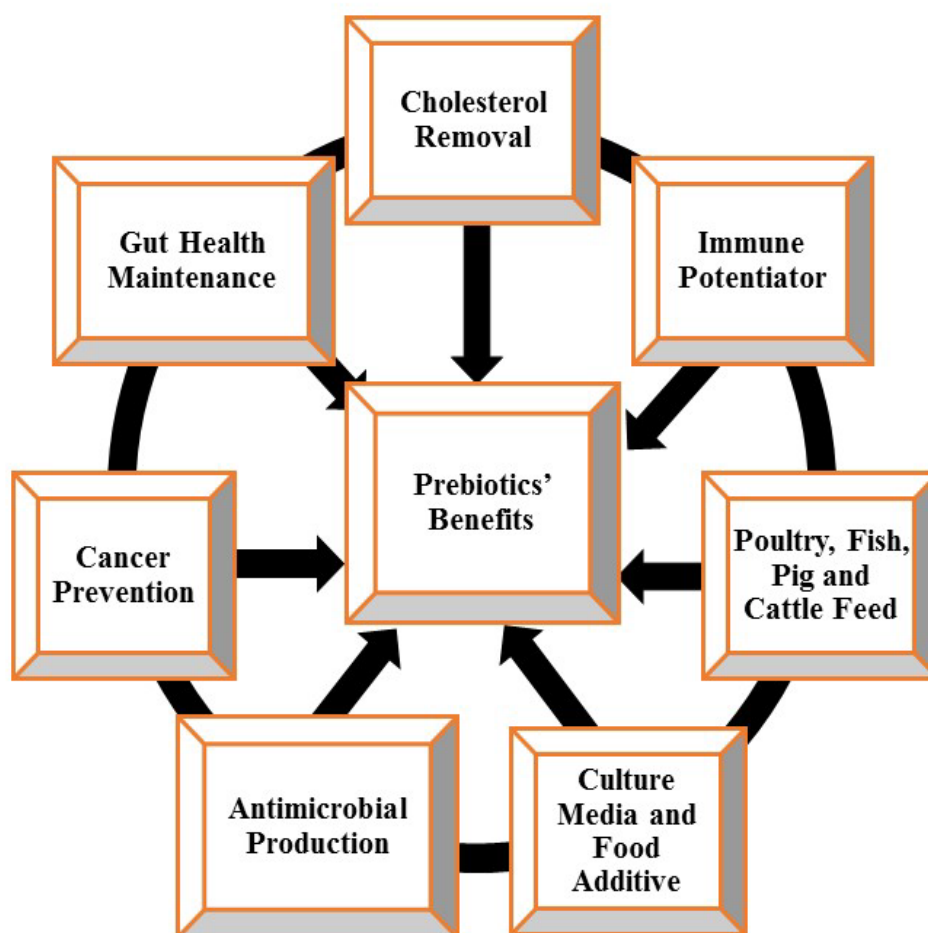 Cholesterol
Removal
Gut Health
Maintenance
Immune
Potentiator
Prebiotics’
Benefits
Cancer
Prevention
Poultry, Fish,
Pig and
Cattle Feed
Antimicrobial
Production
Culture
Media and
Food
Additive